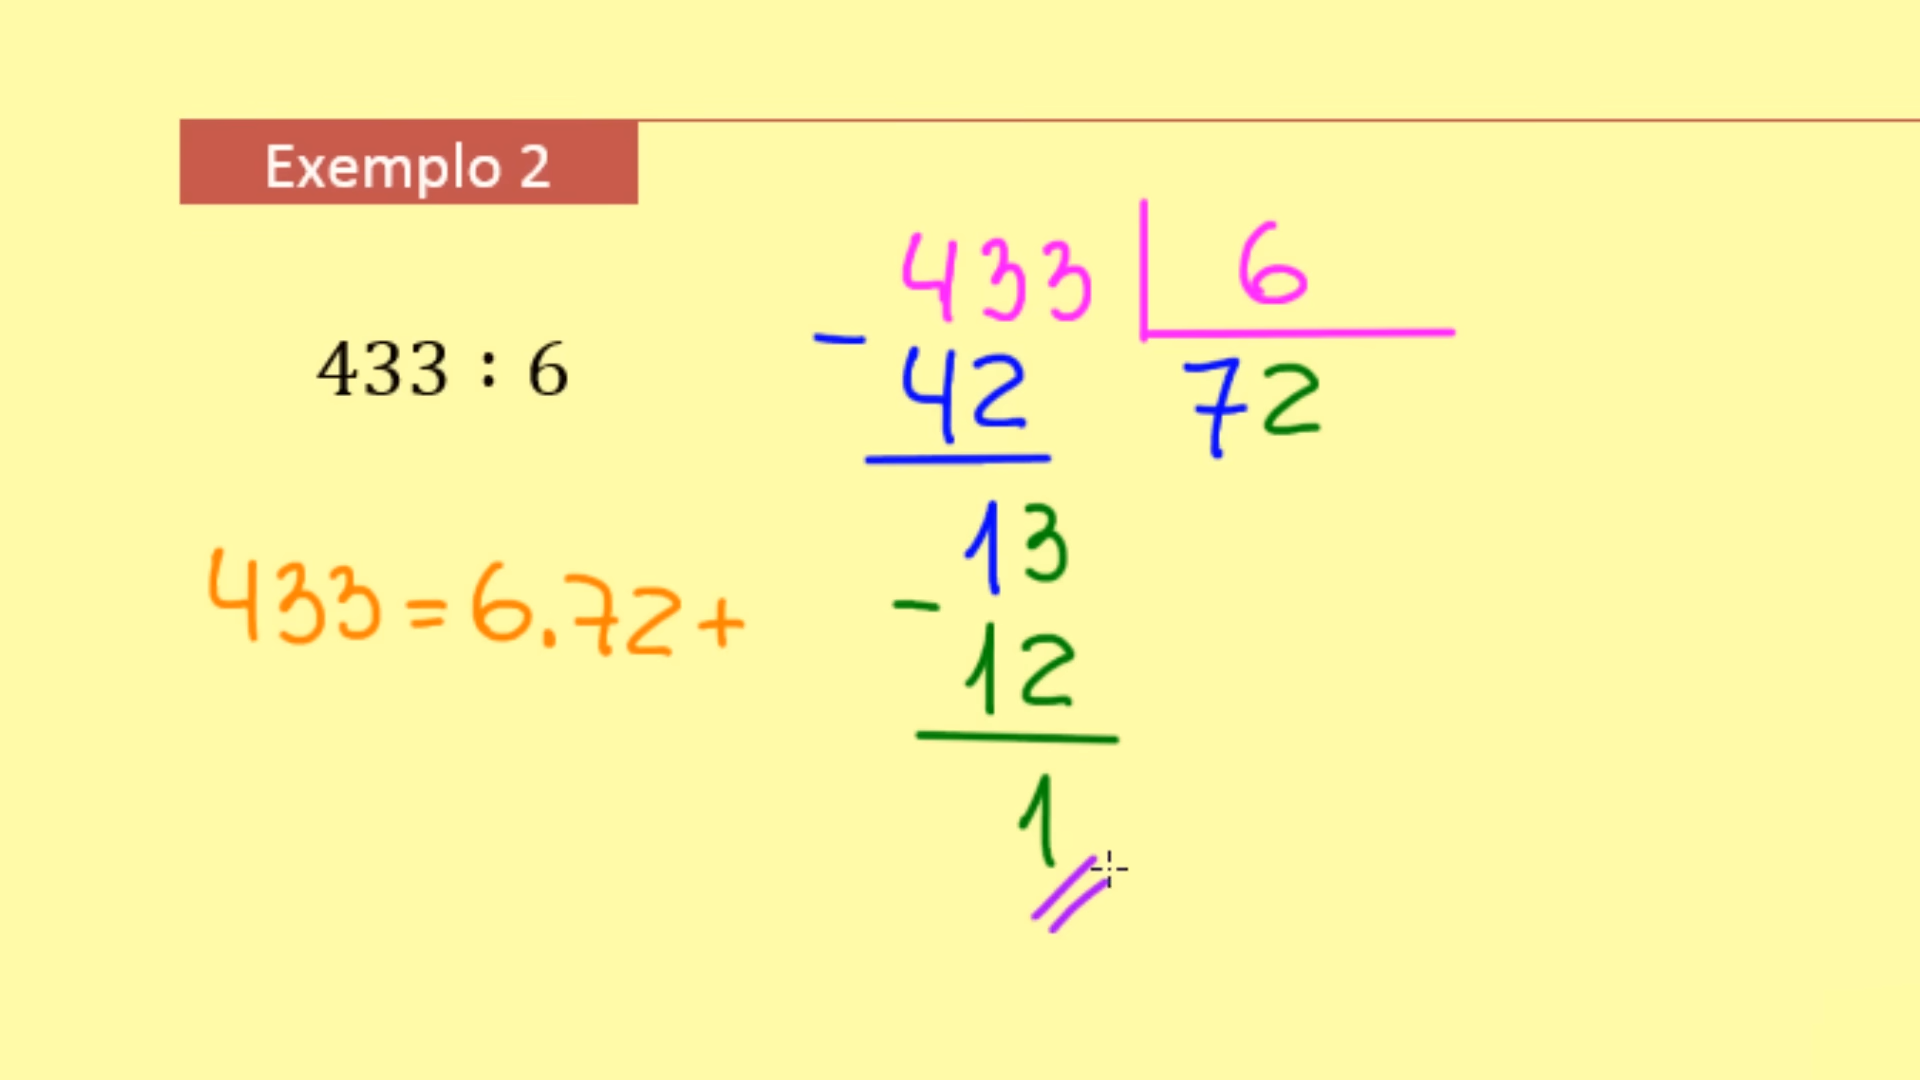 Exemplo 2
433 : 6
433 = 6.72 +
433 6
- 42 72
13
- 12
1